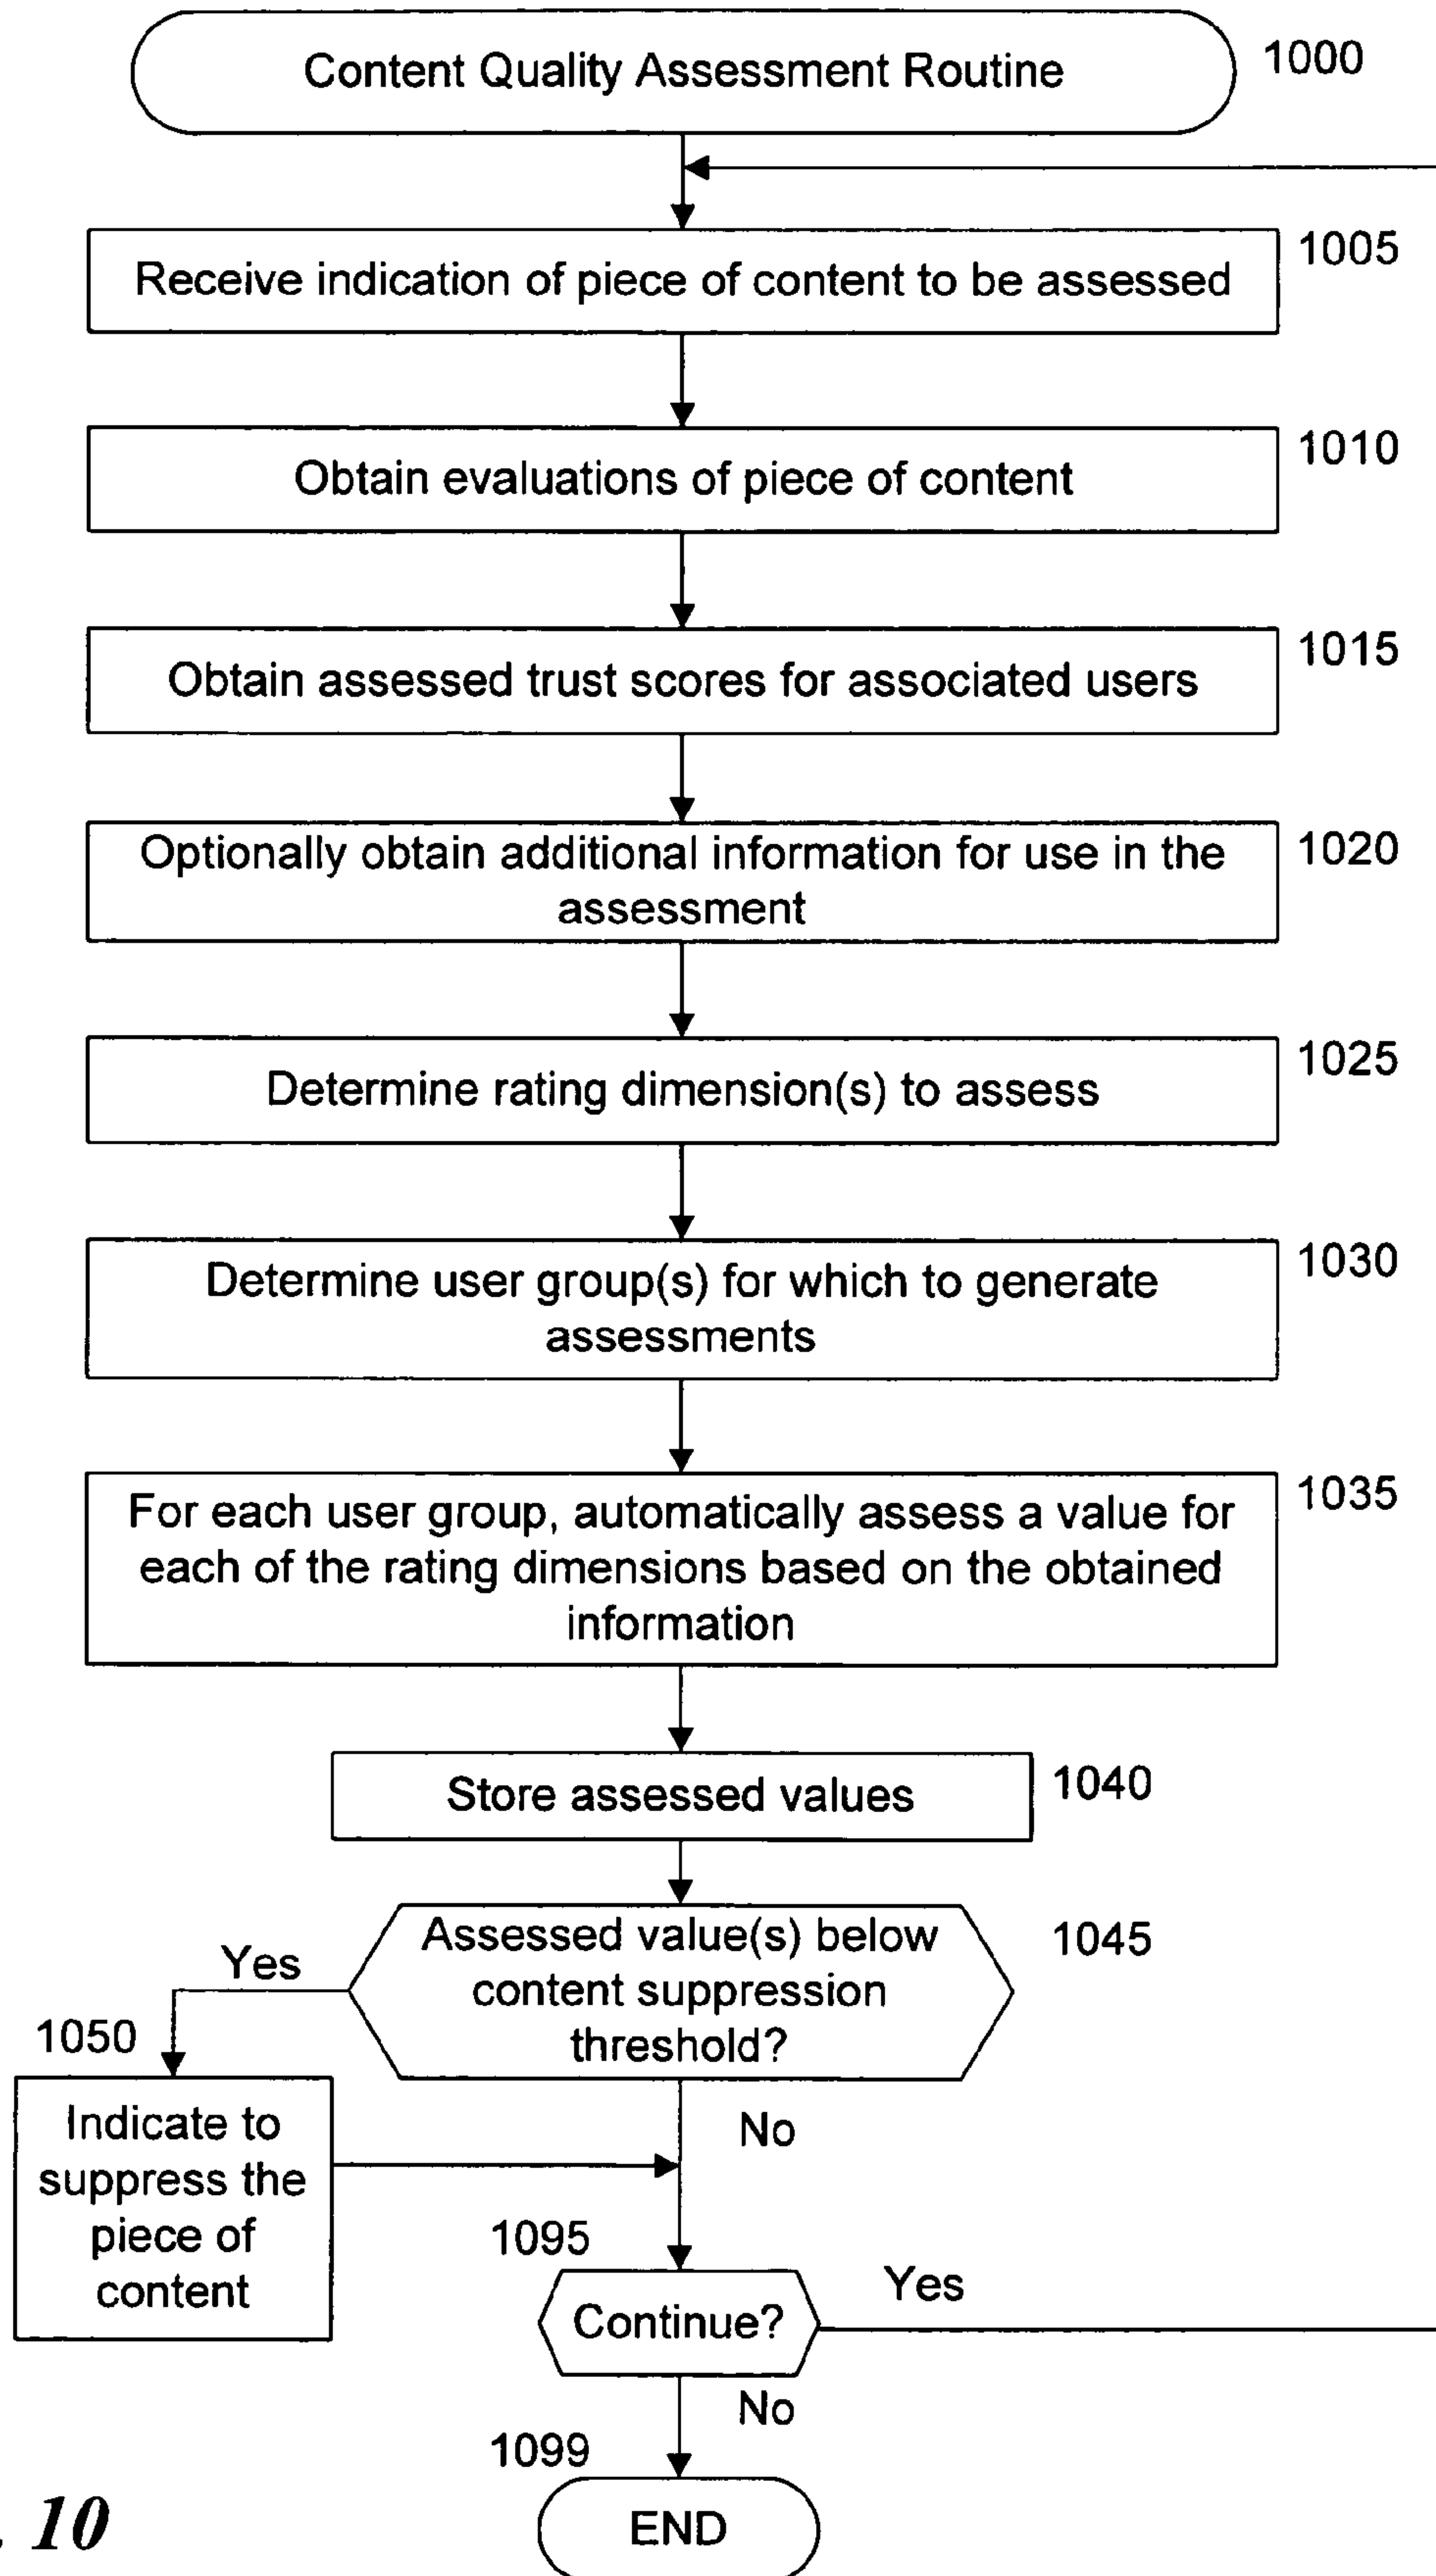 Content Quality Assessment Routine
1000
Receive indication of piece of content to be assessed
1005
Obtain evaluations of piece of content
1010
Obtain assessed trust scores for associated users
1015
Optionally obtain additional information for use in the
assessment
1020
Determine rating dimension(s) to assess
1025
Determine user group(s) for which to generate
assessments
1030
For each user group, automatically assess a value for
each of the rating dimensions based on the obtained
information
1035
Store assessed values
1040
Assessed value(s) below
content suppression
threshold?
1045
Yes
1050
Indicate to
suppress the
piece of
content
No
1095
Continue?
Yes
No
1099
END
. 10